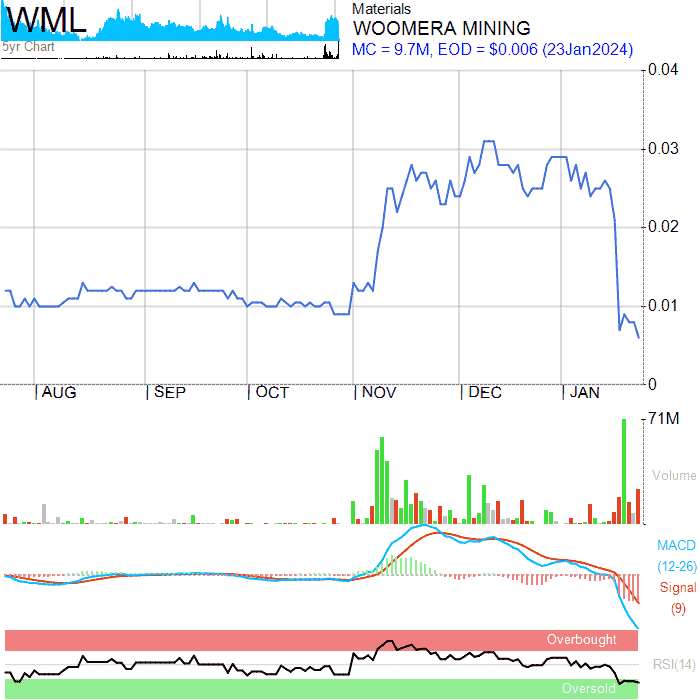 WML
5yr Chart
Materials
WOOMERA MINING
MC = 9.7M, EOD = $0.006 (23Jan2024)
0.04
0.03
0.02
0.01
0
AUG
SEP
OCT
NOV
DEC
JAN
71M
Volume
MACD
(12-26)
Signal
(9)
Overbought
RSI(14)
Oversold